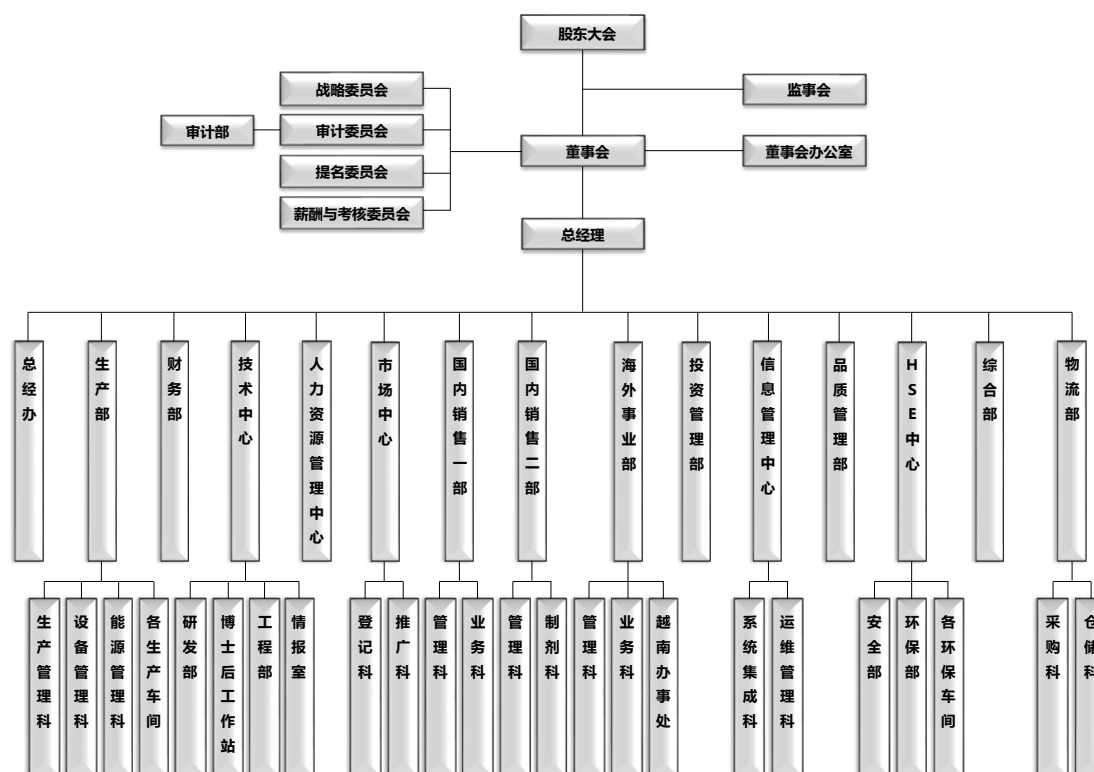 股东大会
战略委员会
监事会
审计部
审计委员会
董事会
董事会办公室
提名委员会
薪酬与考核委员会
总经理
总经办
生产部
财务部
技术中心
人力资源管理中心
市场中心
国内销售一部
国内销售二部
海外事业部
投资管理部
信息管理中心
品质管理部
HSE中心
综合部
物流部
生产管理科
设备管理科
能源管理科
各生产车间
研发部
博士后工作站
工程部
情报室
登记科
推广科
管理科
业务科
管理科
制剂科
管理科
业务科
越南办事处
系统集成科
运维管理科
安全部
环保部
各环保车间
采购科
仓储科